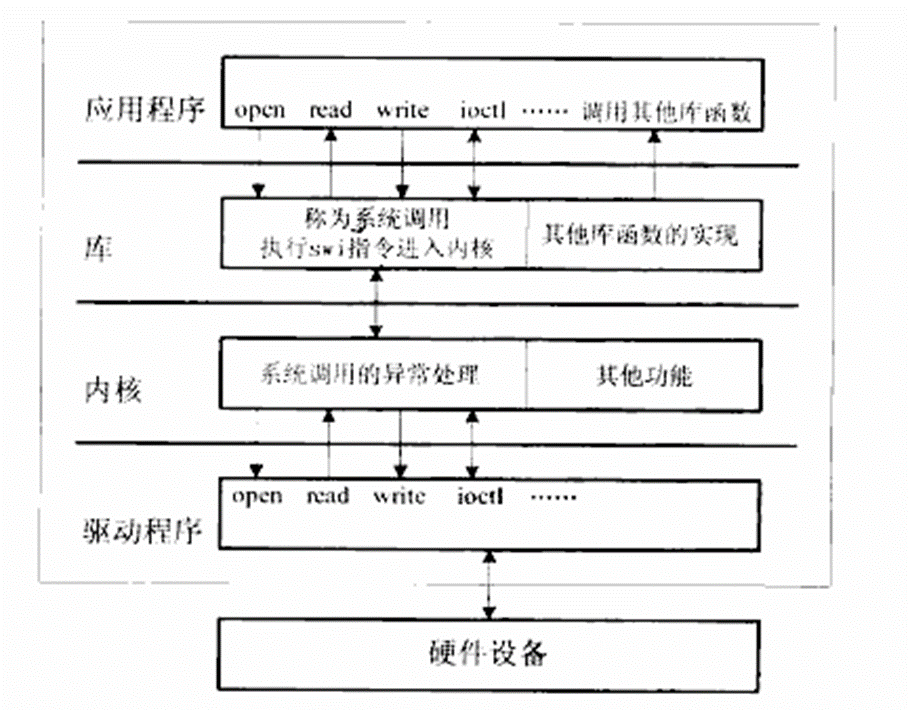 应用程序
open read write ioctl …… 调用其他库函数
库
称为系统调用
执行swi指令进入内核
其他库函数的实现
内核
系统调用的异常处理
其他功能
驱动程序
open read write ioctl ……
硬件设备